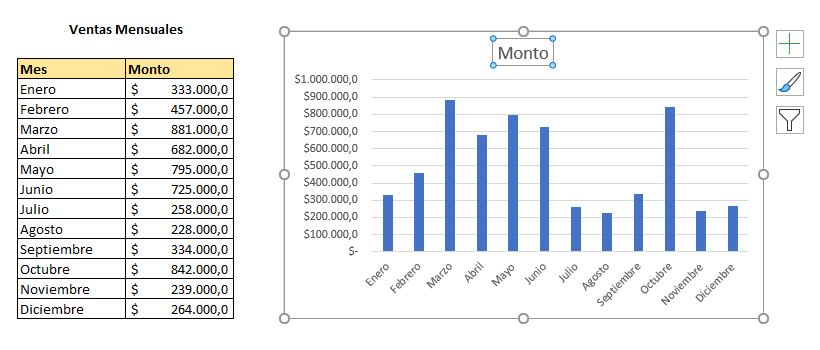 Ventas Mensuales
Mes Monto
Enero $ 333.000,0
Febrero $ 457.000,0
Marzo $ 881.000,0
Abril $ 682.000,0
Mayo $ 795.000,0
Junio $ 725.000,0
Julio $ 258.000,0
Agosto $ 228.000,0
Septiembre $ 334.000,0
Octubre $ 842.000,0
Noviembre $ 239.000,0
Diciembre $ 264.000,0
Monto
$1.000.000,0
$900.000,0
$800.000,0
$700.000,0
$600.000,0
$500.000,0
$400.000,0
$300.000,0
$200.000,0
$100.000,0
$-
Enero
Febrero
Marzo
Abril
Mayo
Junio
Julio
Agosto
Septiembre
Octubre
Noviembre
Diciembre